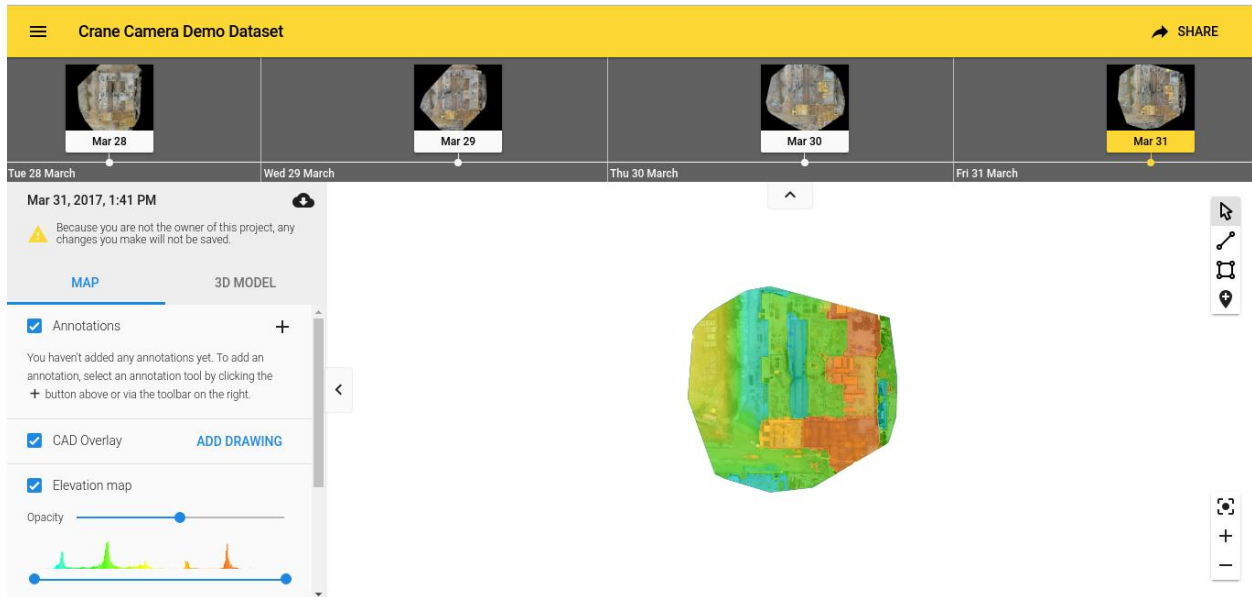 Crane Camera Demo Dataset
SHARE
Mar 28
Mar 29
Mar 30
Mar 31
Tue 28 March
Wed 29 March
Thu 30 March
Fri 31 March
Mar 31, 2017, 1:41 PM
Because you are not the owner of this project, any
changes you make will not be saved.
MAP
3D MODEL
Annotations
You haven't added any annotations yet. To add an
annotation, select an annotation tool by clicking the
+ button above or via the toolbar on the right.
CAD Overlay
ADD DRAWING
Elevation map
Opacity